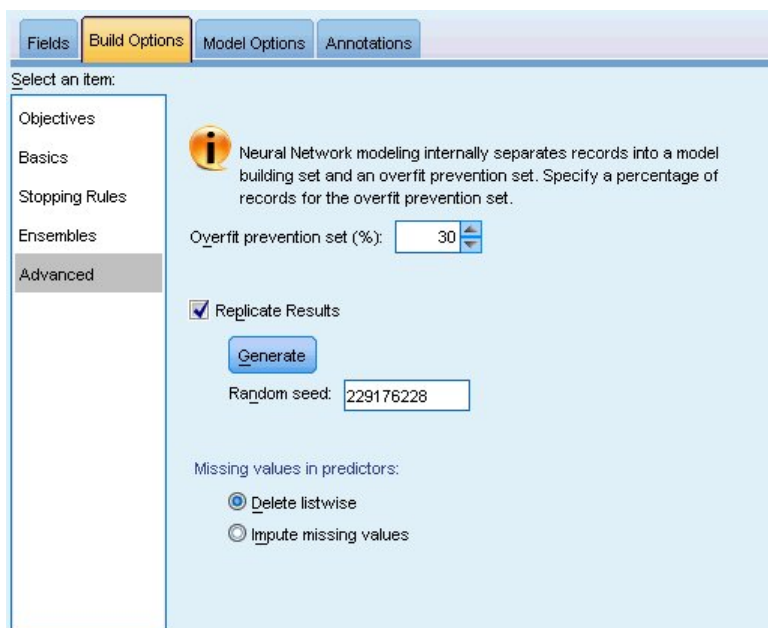 Fields Build Options Model Options Annotations
Select an item:
Objectives
Basics
Stopping Rules
Ensembles
Advanced
Neural Network modeling internally separates records into a model
building set and an overfit prevention set. Specify a percentage of
records for the overfit prevention set.
Overfit prevention set (%): 30
Replicate Results
Generate
Random seed: 229176228
Missing values in predictors:
Delete listwise
Impute missing values